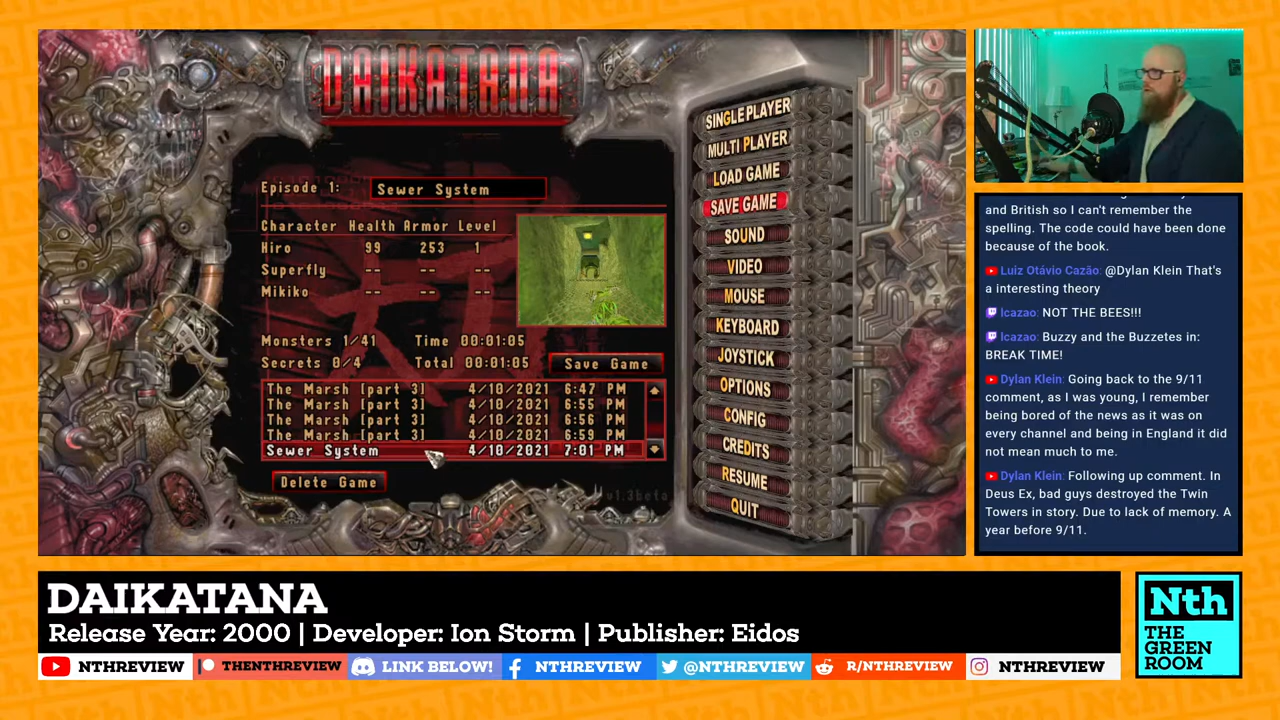 DAIKATANA
Episode 1: Sewer System
Character Health Armor Level
Hiro 99 253 1
Superfly -- -- --
Mikiko -- -- --
Monsters 1/41 Time 00:01:05
Secrets 0/4 Total 00:01:05 Save Game
The Marsh [part 3] 4/10/2021 6:47 PM
The Marsh [part 3] 4/10/2021 6:55 PM
The Marsh [part 3] 4/10/2021 6:56 PM
The Marsh [part 3] 4/10/2021 6:59 PM
Sewer System 4/10/2021 7:01 PM
Delete Game
v1.3beta
SINGLE PLAYER
MULTI PLAYER
LOAD GAME
SAVE GAME
SOUND
VIDEO
MOUSE
KEYBOARD
JOYSTICK
OPTIONS
CONFIG
CREDITS
RESUME
QUIT
and British so I can't remember the
spelling. The code could have been done
because of the book.
Luiz Otávio Cazão: @Dylan Klein That's
a interesting theory
lcazao: NOT THE BEES!!!
lcazao: Buzzy and the Buzzetes in:
BREAK TIME!
Dylan Klein: Going back to the 9/11
comment, as I was young, I remember
being bored of the news as it was on
every channel and being in England it did
not mean much to me.
Dylan Klein: Following up comment. In
Deus Ex, bad guys destroyed the Twin
Towers in story. Due to lack of memory. A
year before 9/11.
DAIKATANA
Release Year: 2000 | Developer: Ion Storm | Publisher: Eidos
Nth
THE
GREEN
ROOM
NTHREVIEW THENTHREVIEW LINK BELOW! NTHREVIEW @NTHREVIEW R/NTHREVIEW NTHREVIEW